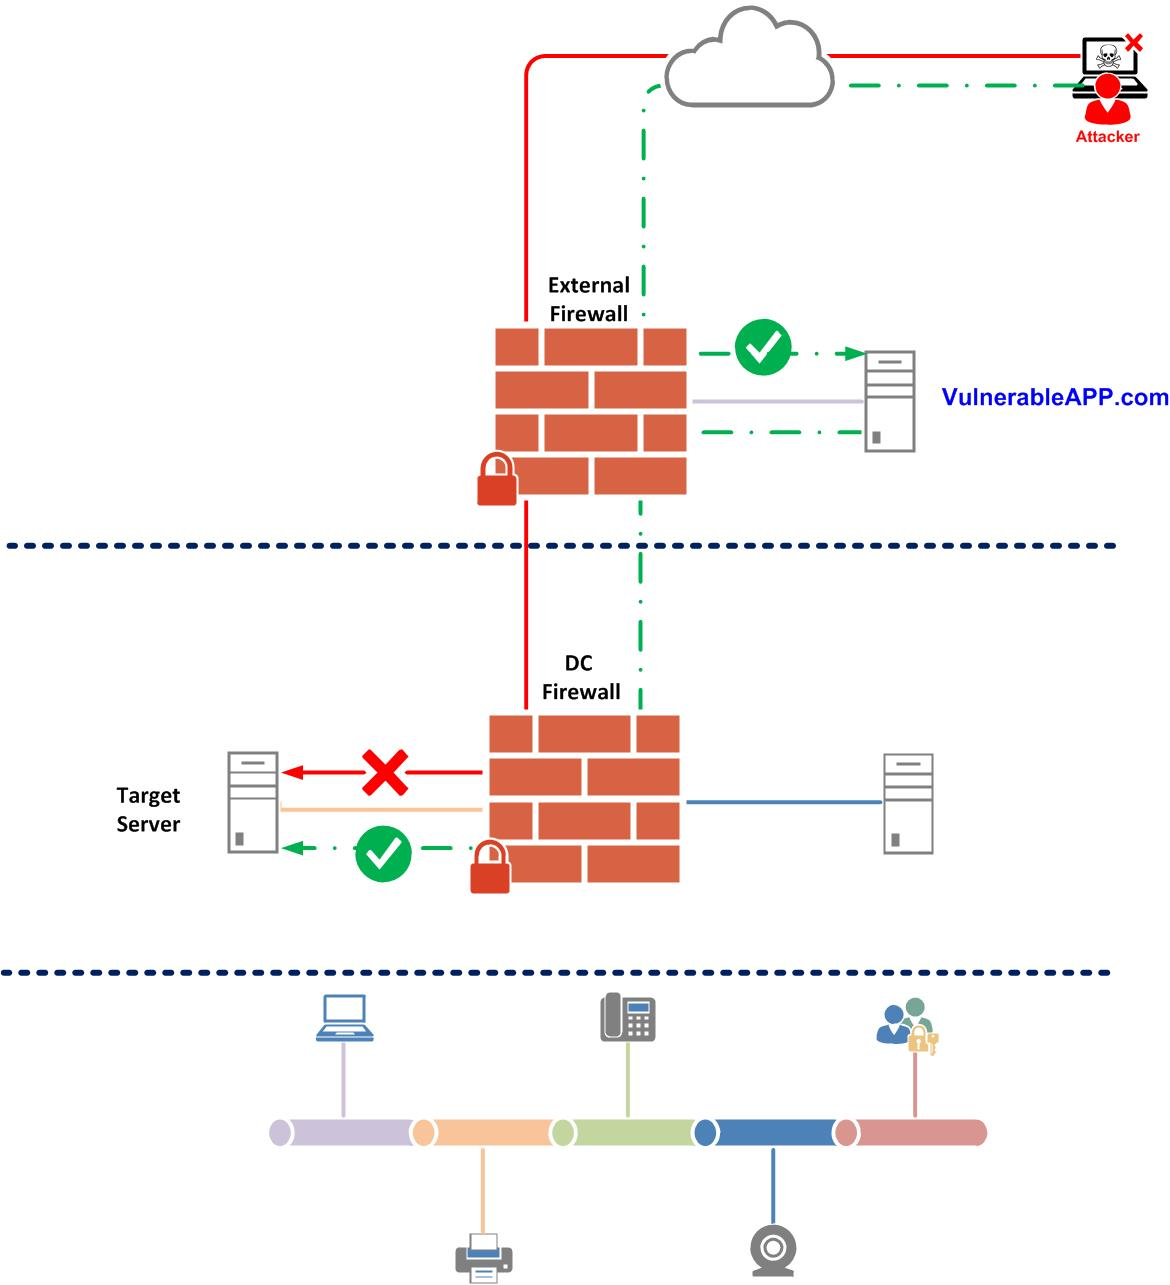 Attacker
External
Firewall
VulnerableAPP.com
DC
Firewall
Target
Server